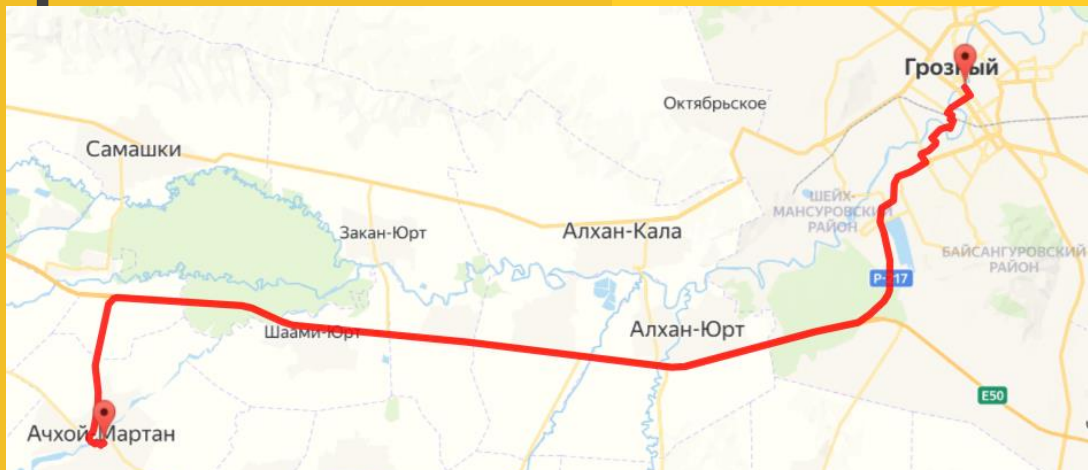 Грозный
Октябрьское
Самашки
ШЕЙХ-
МАНСУРОВСКИЙ
РАЙОН
Закан-Юрт
Алхан-Кала
БАЙСАНГУРОВСКИЙ
РАЙОН
Р-217
Шаами-Юрт
Алхан-Юрт
E50
Ачхой-Мартан